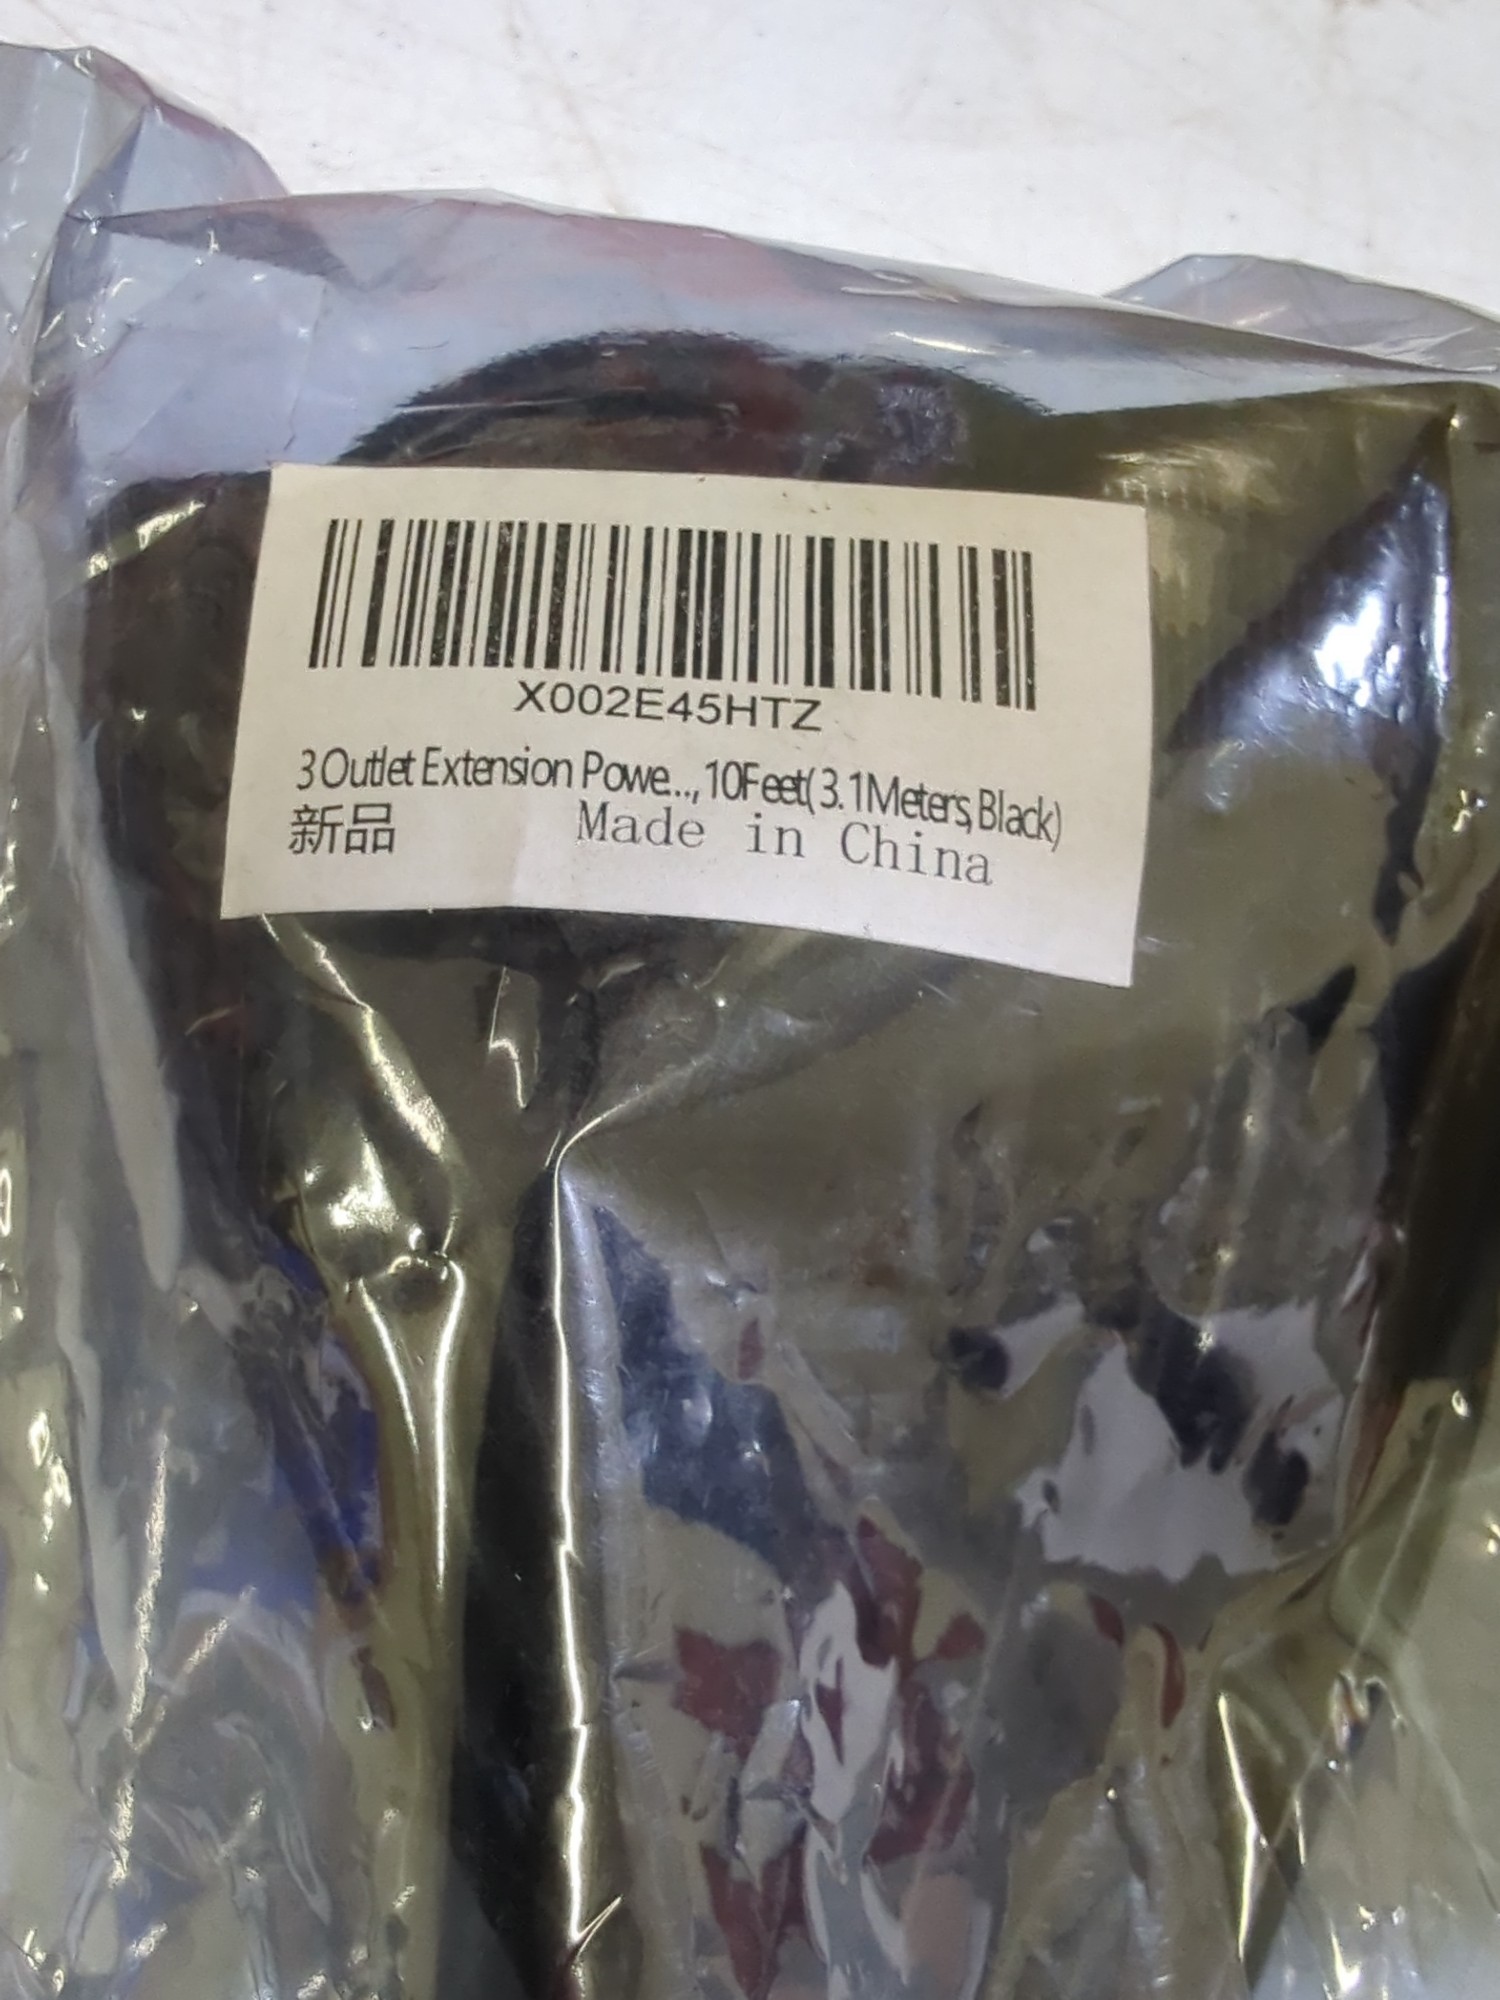 X002E45HTZ
3 Outlet Extension Powe..., 10Feet( 3.1Meters, Black)
新品 Made in China